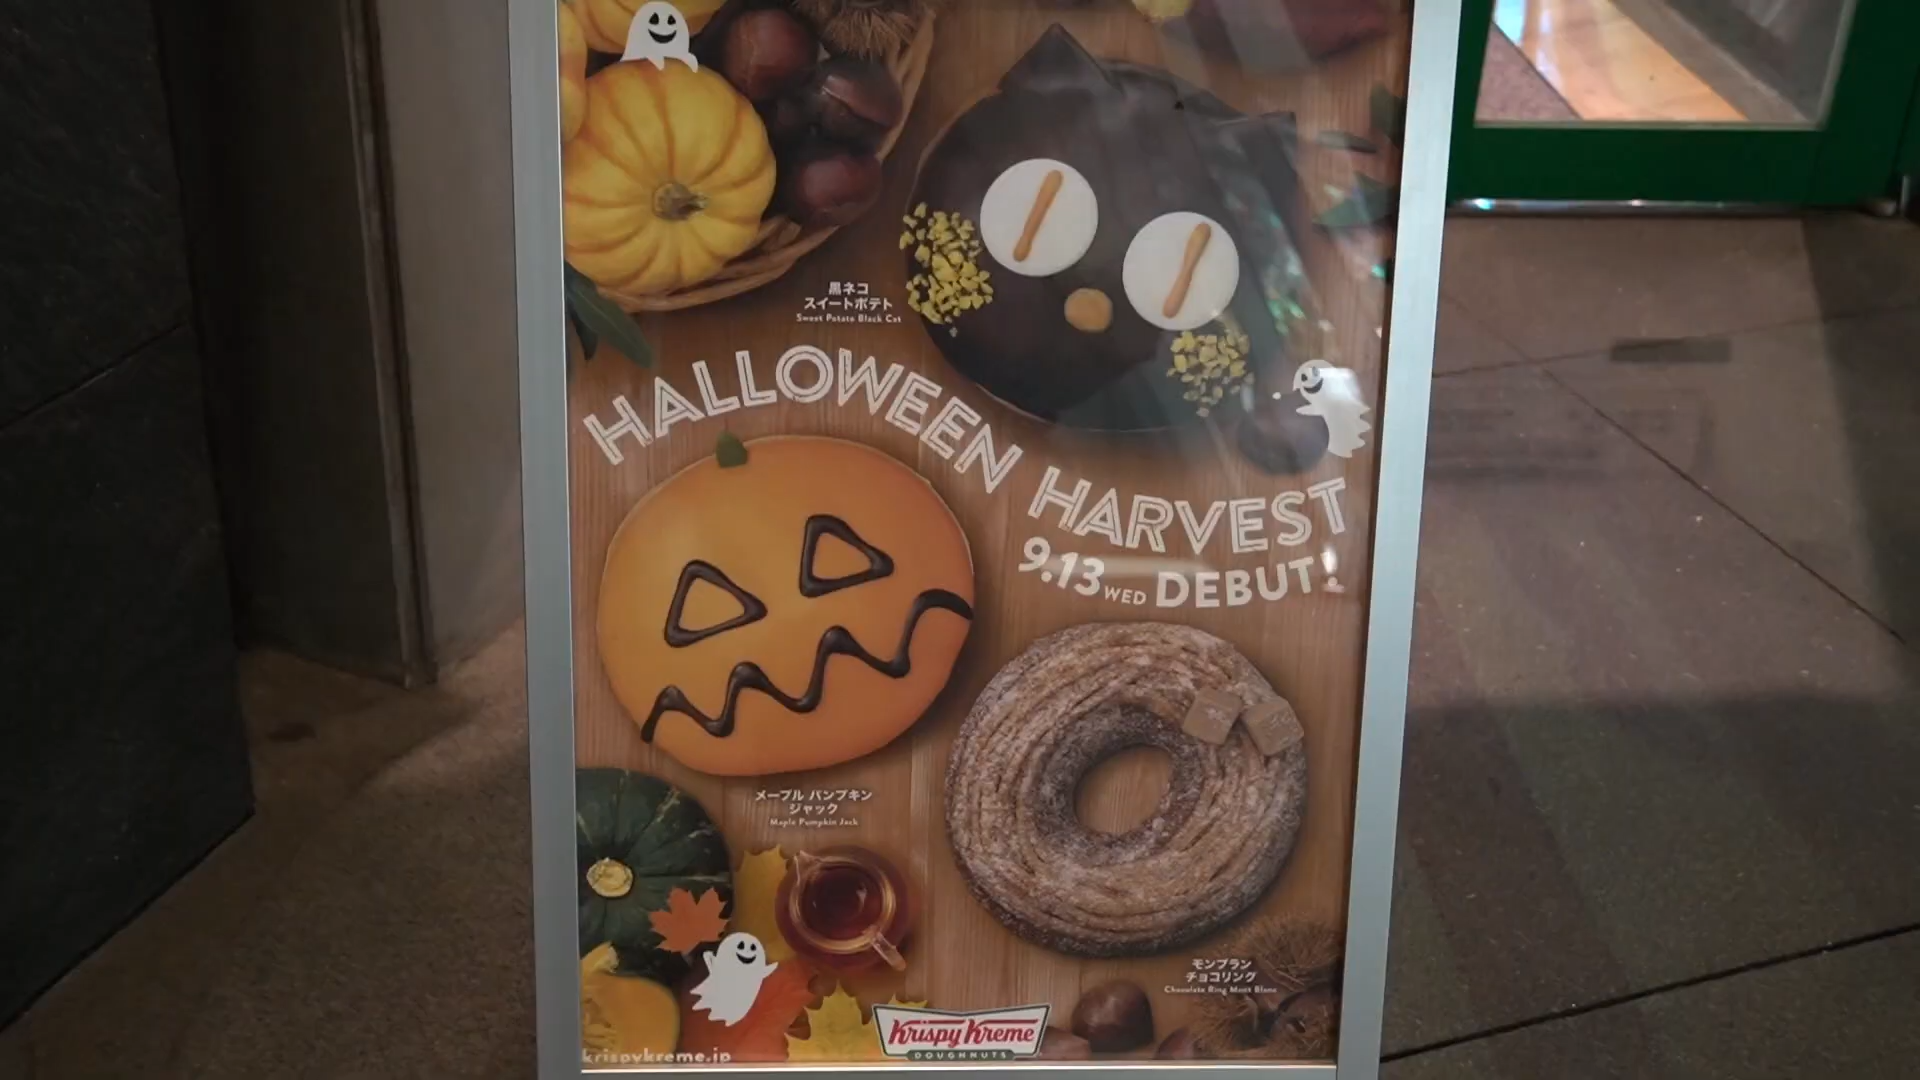 黒ネコ
スイートポテト
Sweet Potato Black Cat
HALLOWEEN HARVEST
9.13 WED DEBUT!
メープル パンプキン
ジャック
Maple Pumpkin Jack
モンブラン
チョコリング
Chocolate Ring Mont Blanc
Krispy Kreme
DOUGHNUTS
krispykreme.jp